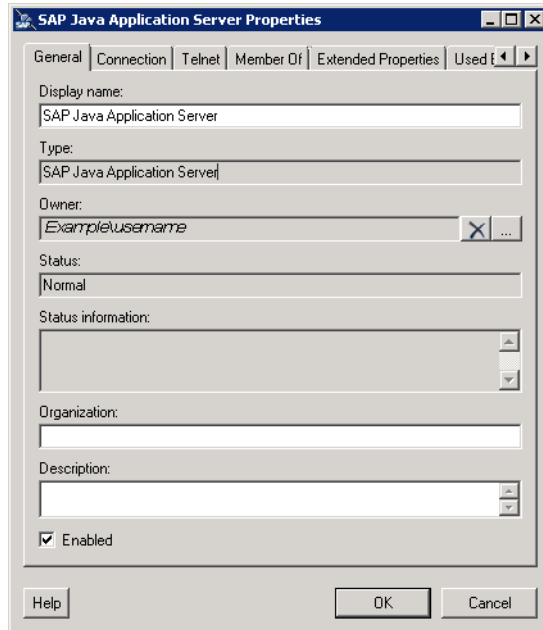 SAP Java Application Server Properties
General Connection Telnet Member Of Extended Properties Used
Display name:
SAP Java Application Server
Type:
SAP Java Application Server
Owner:
Example\username
...
Status:
Normal
Status information:
Organization:
Description:
Enabled
Help OK Cancel